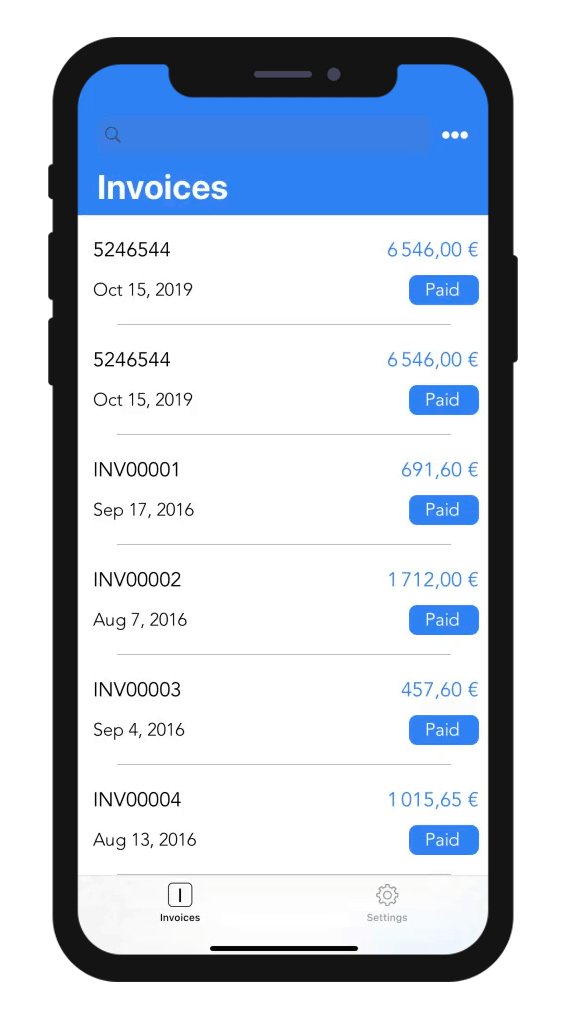 Invoices
5246544 6 546,00 €
Oct 15, 2019 Paid
5246544 6 546,00 €
Oct 15, 2019 Paid
INV00001 691,60 €
Sep 17, 2016 Paid
INV00002 1 712,00 €
Aug 7, 2016 Paid
INV00003 457,60 €
Sep 4, 2016 Paid
INV00004 1 015,65 €
Aug 13, 2016 Paid
I
Invoices Settings